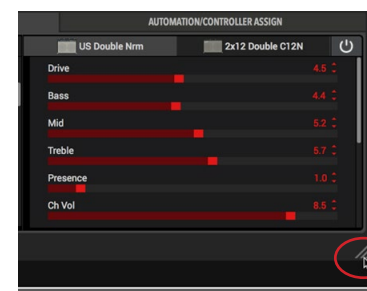 AUTOMATION/CONTROLLER ASSIGN
US Double Nrm 2x12 Double C12N
Drive 4.5
Bass 4.4
Mid 5.2
Treble 5.7
Presence 1.0
Ch Vol 8.5